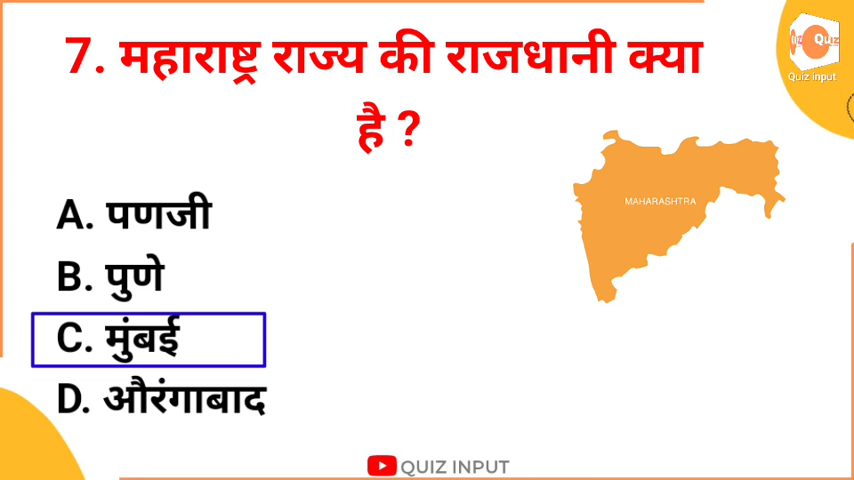 7. महाराष्ट्र राज्य की राजधानी क्या
है ?
MAHARASHTRA
A. पणजी
B. पुणे
C. मुंबई
D. औरंगाबाद
Quiz
Quiz input
QUIZ INPUT